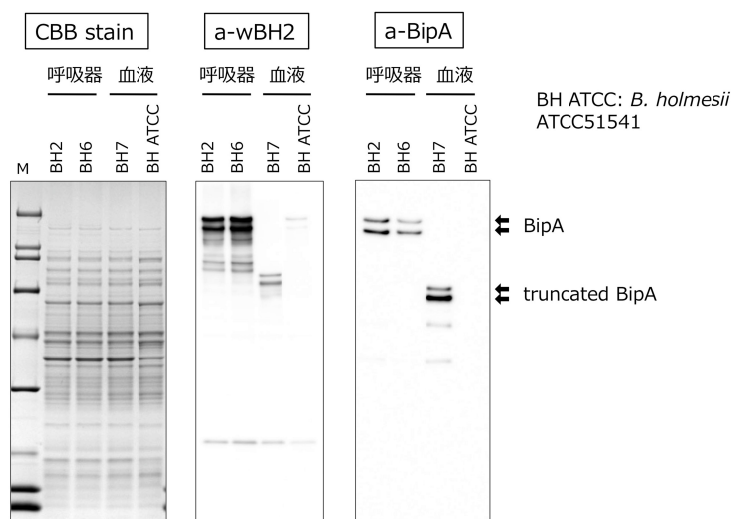 CBB stain
a-wBH2
a-BipA
呼吸器 血液
呼吸器 血液
呼吸器 血液
M BH2 BH6 BH7 BH ATCC
BH2 BH6 BH7 BH ATCC
BH2 BH6 BH7 BH ATCC
BH ATCC: B. holmesii
ATCC51541
BipA
truncated BipA